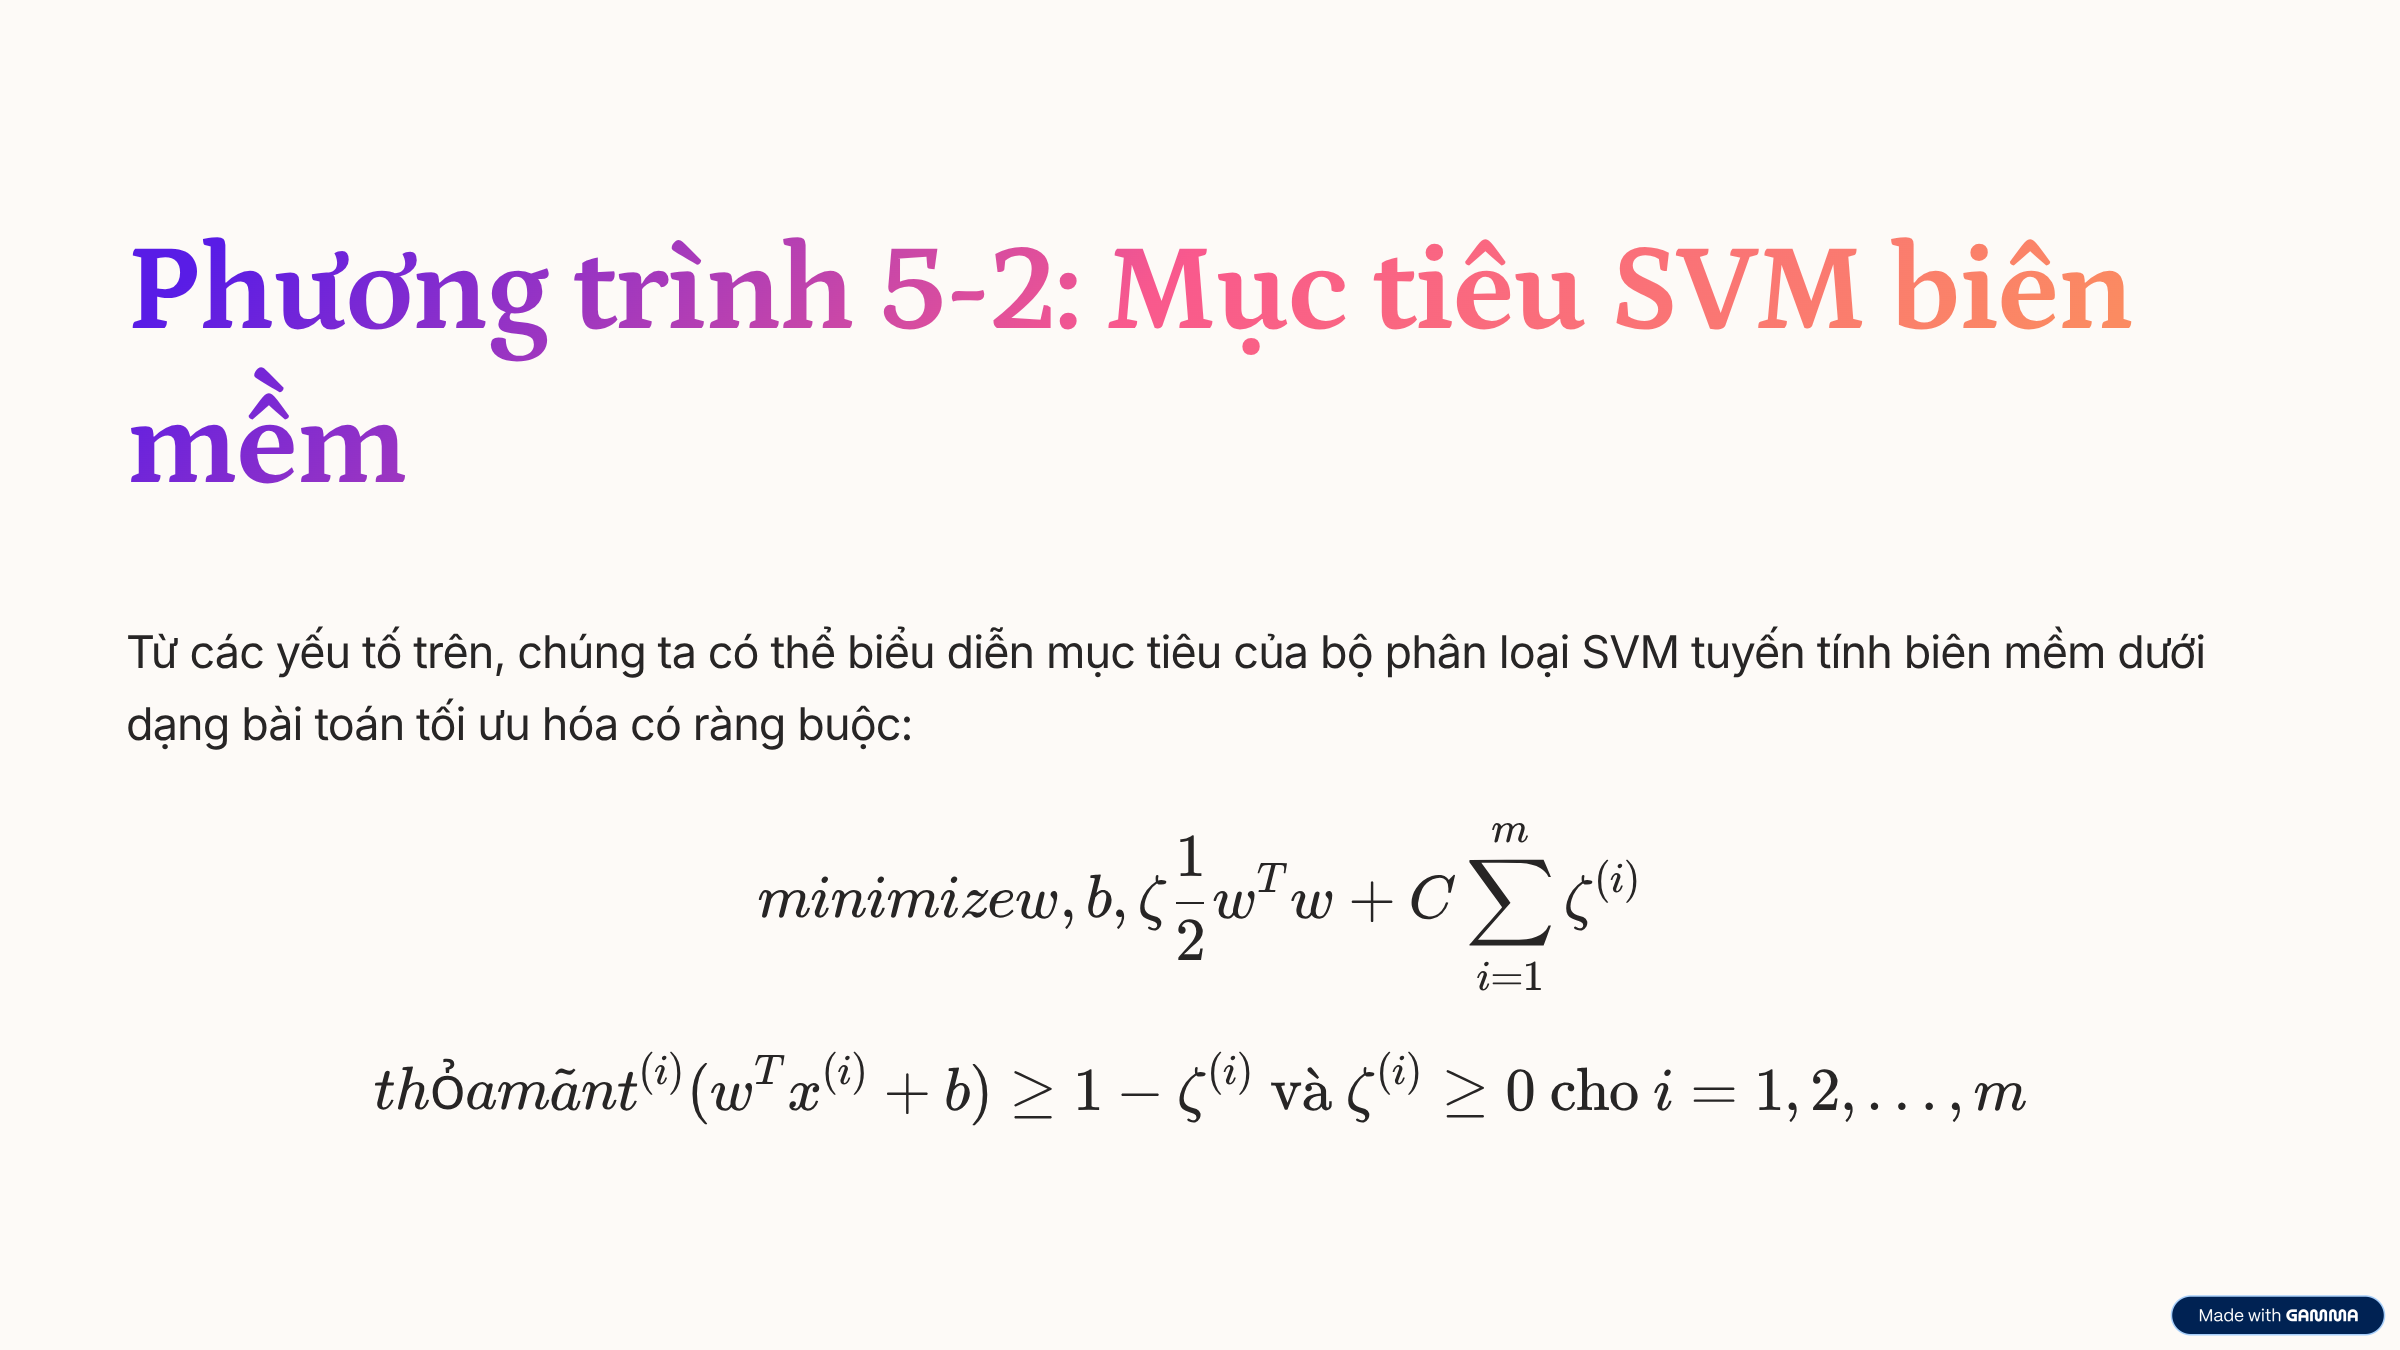 Phương trình 5-2: Mục tiêu SVM biên
mềm
Từ các yếu tố trên, chúng ta có thể biểu diễn mục tiêu của bộ phân loại SVM tuyến tính biên mềm dưới
dạng bài toán tối ưu hóa có ràng buộc:
$minimizew, b, \zeta \frac{1}{2} w^T w + C \sum_{i=1}^{m} \zeta^{(i)}$
$thỏamãnt^{(i)}(w^T x^{(i)} + b) \geq 1 - \zeta^{(i)} \text{ và } \zeta^{(i)} \geq 0 \text{ cho } i = 1, 2, \ldots, m$
Made with GAMMA